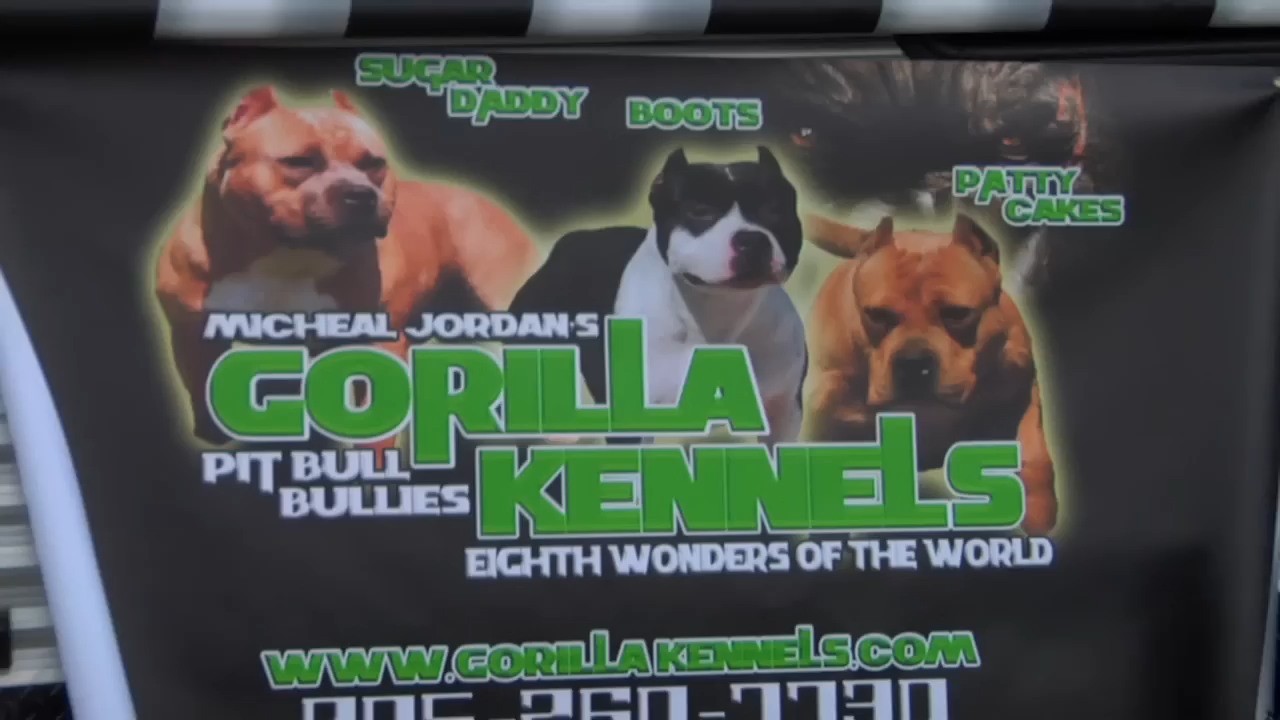 SUGAR
DADDY
BOOTS
PATTY
CAKES
MICHEAL JORDAN'S
GORILLA
PIT BULL
BULLIES
KENNELS
EIGHTH WONDERS OF THE WORLD
WWW.GORILLAKENNELS.COM